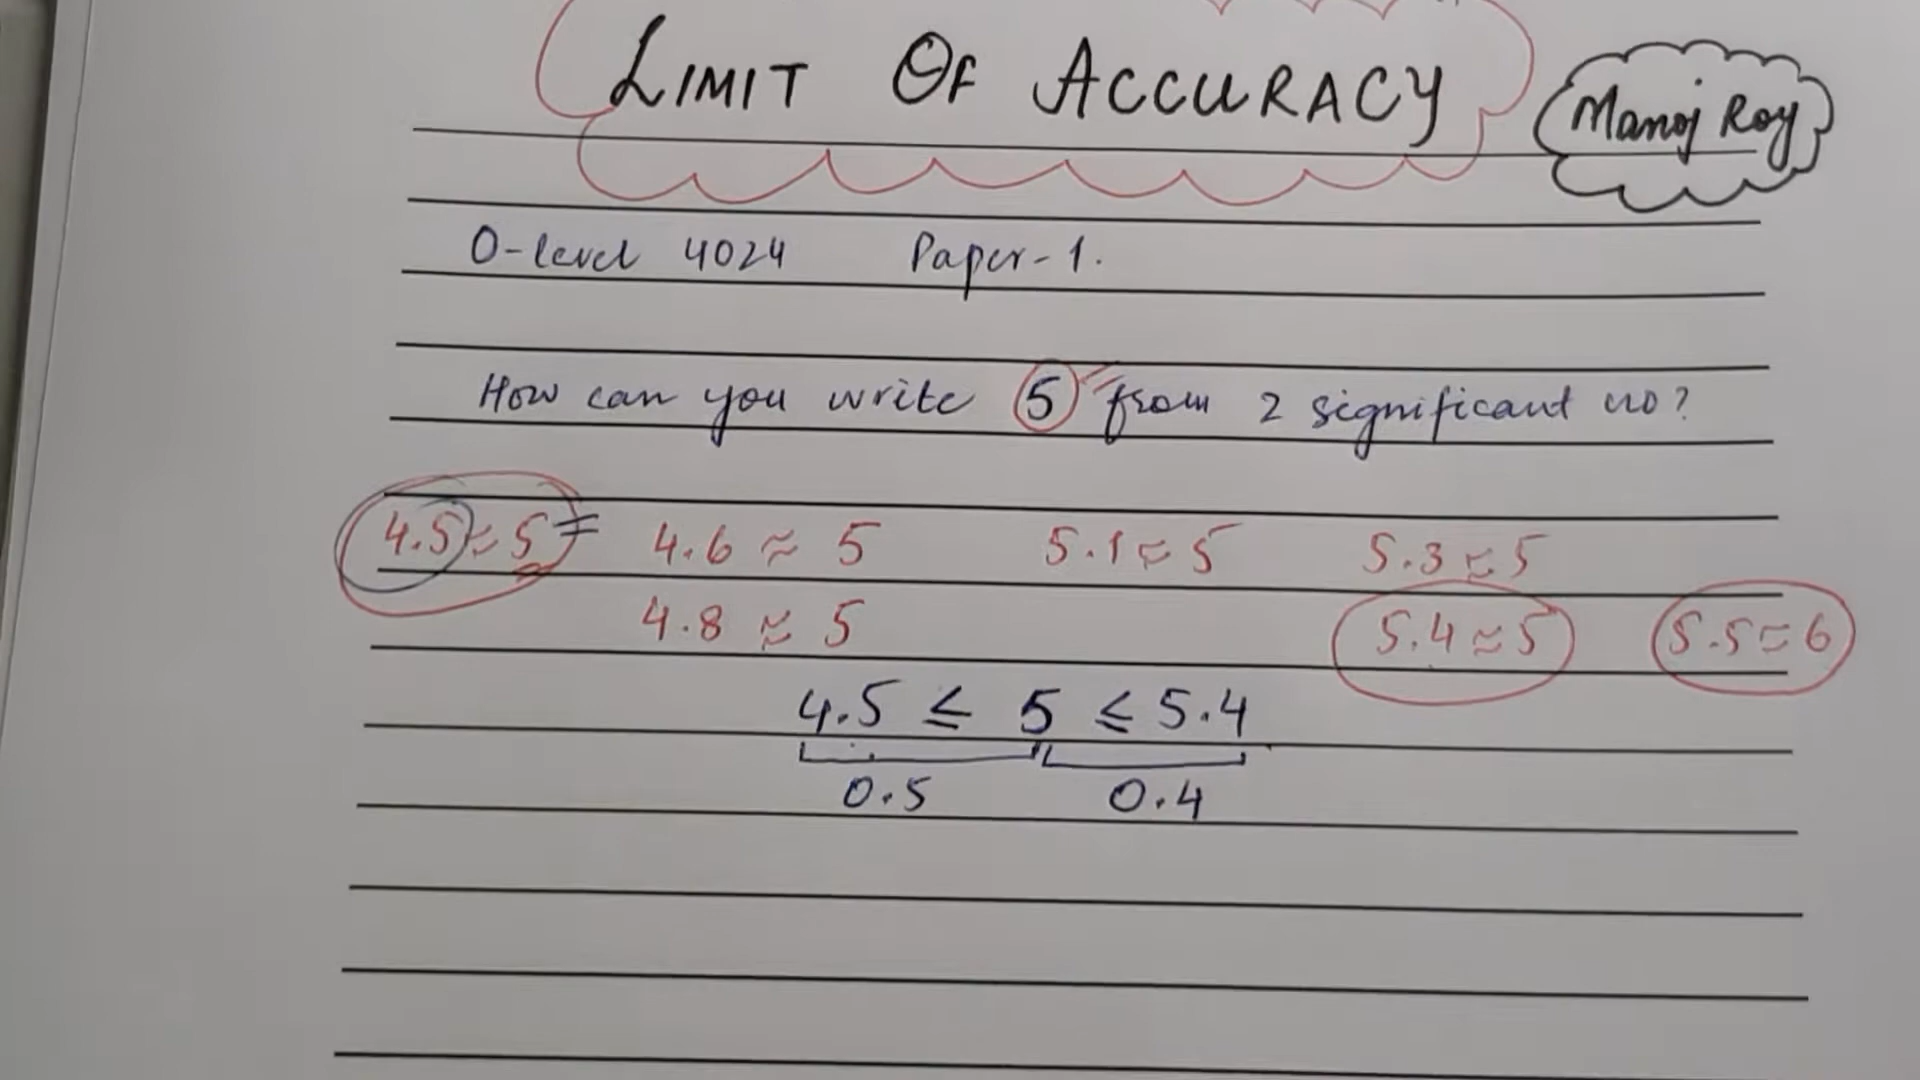 LIMIT OF ACCURACY
Manoj Roy
O-level 4024 Paper-1.
How can you write 5 from 2 significant no?
4.5 ≈ 5 = 4.6 ≈ 5 5.1 ≈ 5 5.3 ≈ 5
4.8 ≈ 5 5.4 ≈ 5 5.5 ≈ 6
4.5 ≤ 5 ≤ 5.4
0.5 0.4